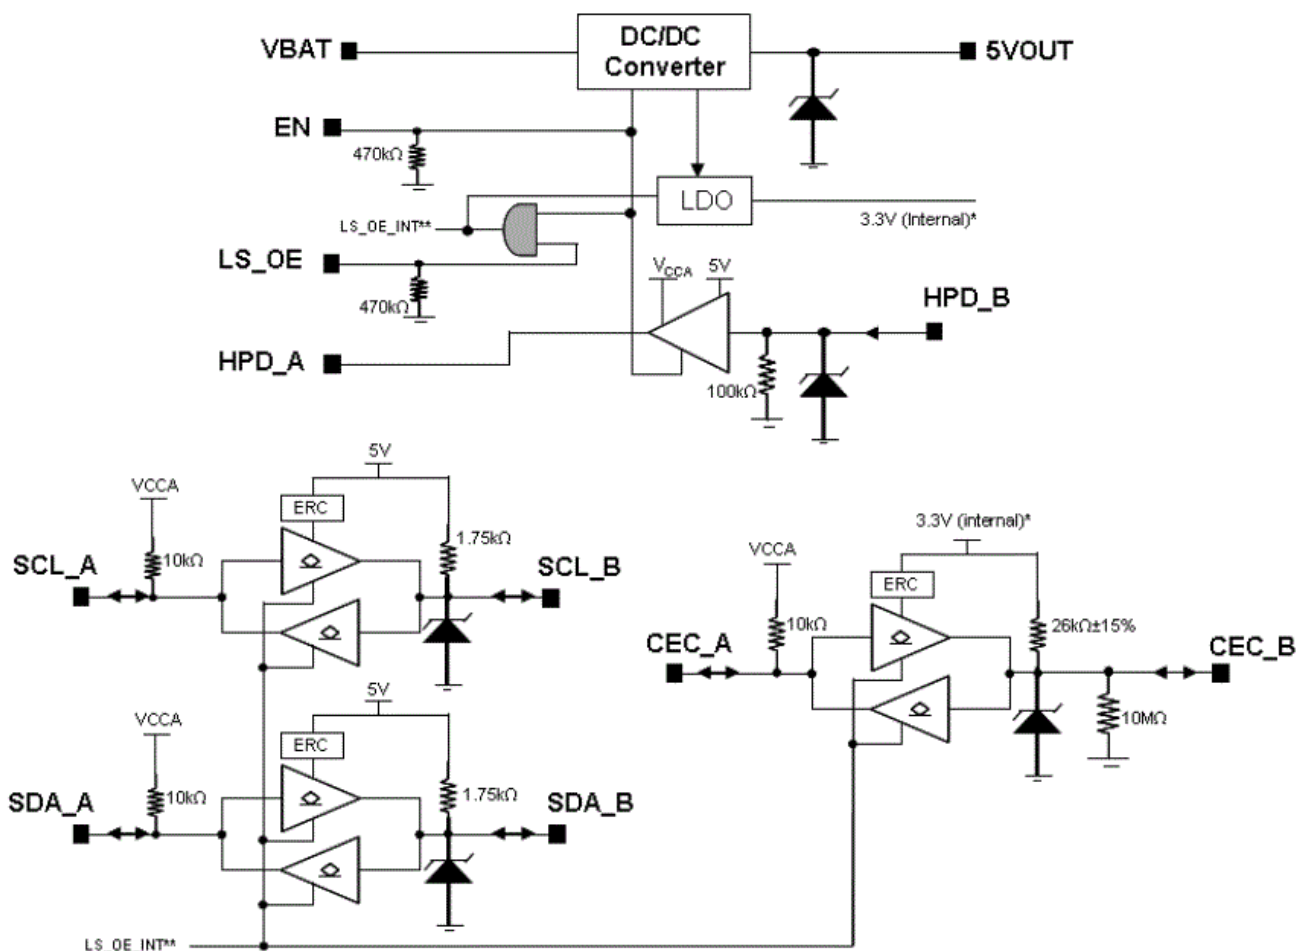 VBAT
DC/DC
Converter
5VOUT
EN
470kΩ
LDO
3.3V (Internal)*
LS_OE_INT**
LS_OE
470kΩ
VCCA
5V
HPD_B
HPD_A
100kΩ
5V
VCCA
ERC
10kΩ
1.75kΩ
SCL_A
SCL_B
3.3V (internal)*
VCCA
ERC
10kΩ
26kΩ±15%
CEC_A
CEC_B
10MΩ
5V
VCCA
ERC
10kΩ
1.75kΩ
SDA_A
SDA_B
LS_OE_INT**